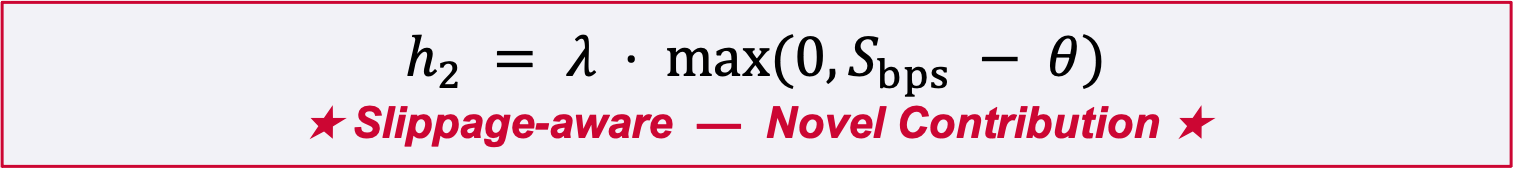 h₂ = λ · max(0, S_bps − θ)
★ Slippage-aware — Novel Contribution ★